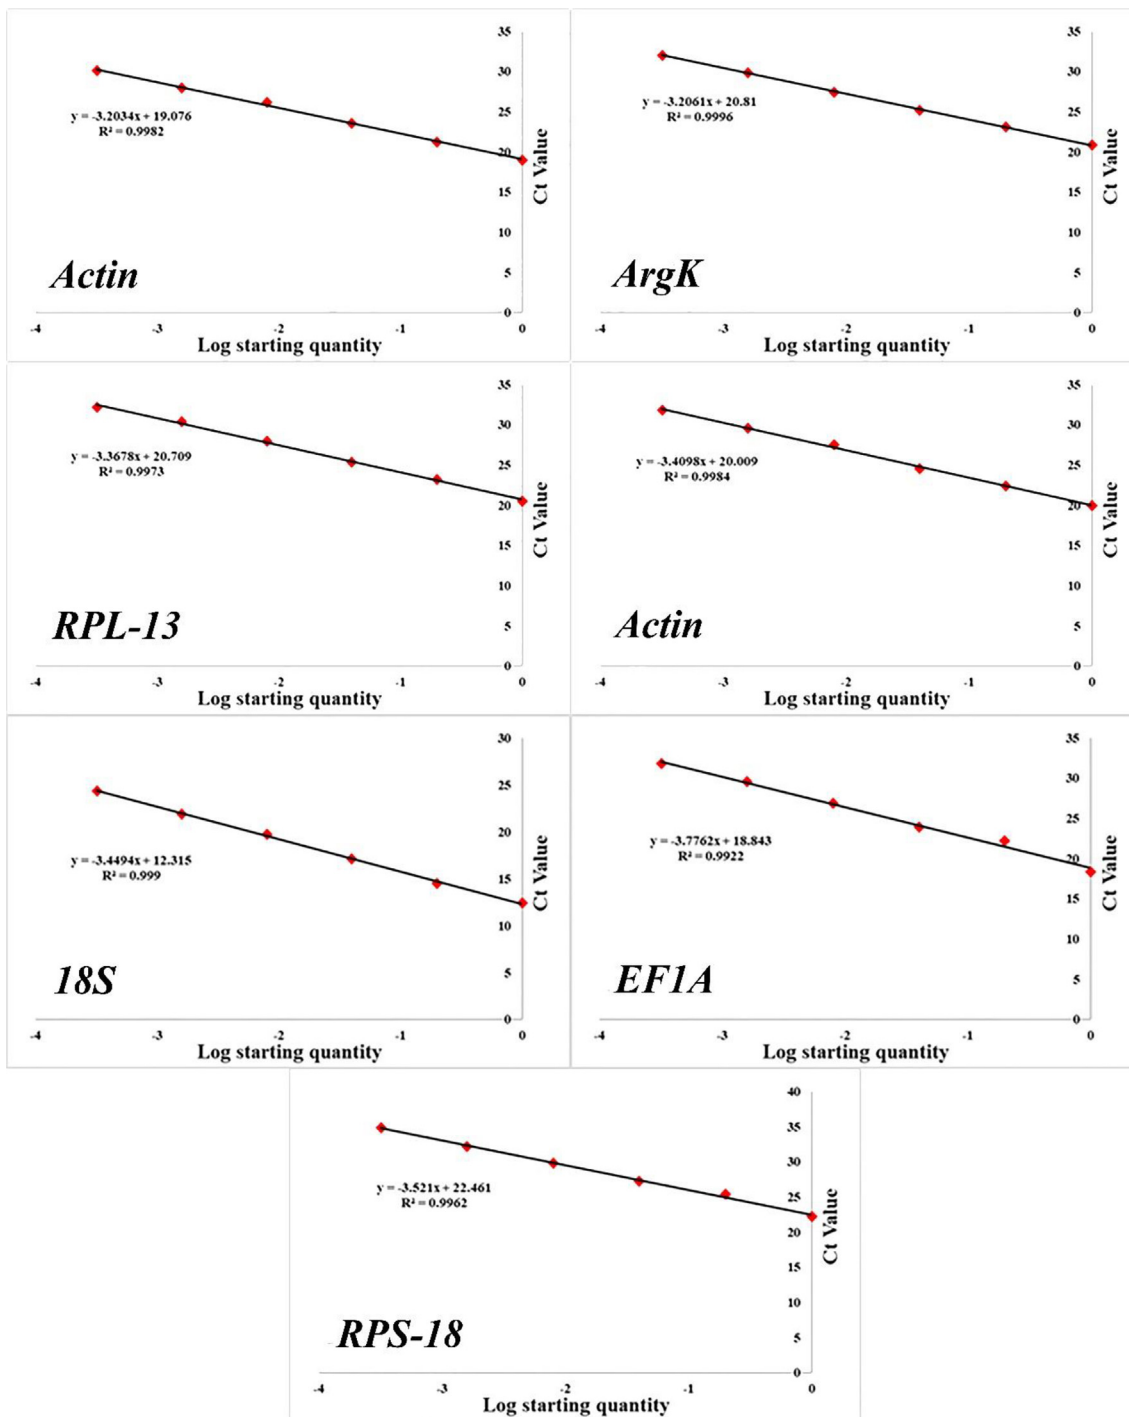 35
30
25
20
15
10
5
0
Ct Value
y = -3.2034x + 19.076
R² = 0.9982
Actin
-4 -3 -2 -1 0
Log starting quantity
35
30
25
20
15
10
5
0
Ct Value
y = -3.2061x + 20.81
R² = 0.9996
ArgK
-4 -3 -2 -1 0
Log starting quantity
35
30
25
20
15
10
5
0
Ct Value
y = -3.3678x + 20.709
R² = 0.9973
RPL-13
-4 -3 -2 -1 0
Log starting quantity
35
30
25
20
15
10
5
0
Ct Value
y = -3.4098x + 20.009
R² = 0.9984
Actin
-4 -3 -2 -1 0
Log starting quantity
30
25
20
15
10
5
0
Ct Value
y = -3.4494x + 12.315
R² = 0.999
18S
-4 -3 -2 -1 0
Log starting quantity
35
30
25
20
15
10
5
0
Ct Value
y = -3.7762x + 18.843
R² = 0.9922
EF1A
-4 -3 -2 -1 0
Log starting quantity
40
35
30
25
20
15
10
5
0
Ct Value
y = -3.521x + 22.461
R² = 0.9962
RPS-18
-4 -3 -2 -1 0
Log starting quantity